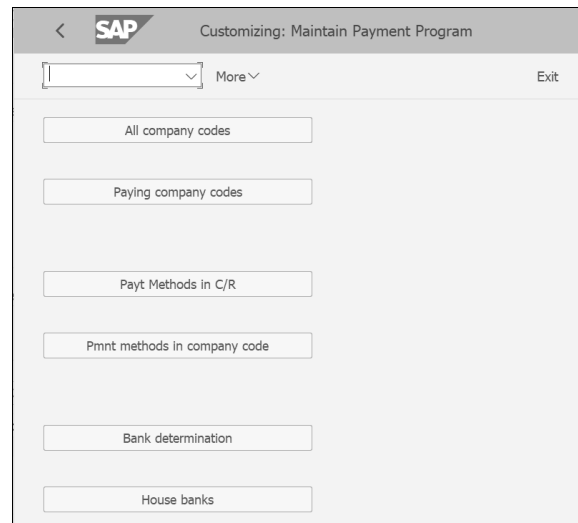 SAP Customizing: Maintain Payment Program
More Exit
All company codes
Paying company codes
Payt Methods in C/R
Pmnt methods in company code
Bank determination
House banks